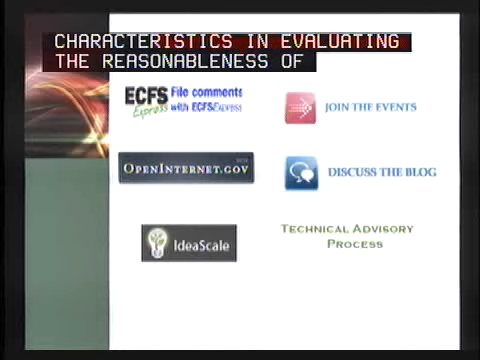 CHARACTERISTICS IN EVALUATING
THE REASONABLENESS OF
ECFS
Express
File comments
with ECFSExpress
JOIN THE EVENTS
OPENINTERNET.GOV
DISCUSS THE BLOG
IdeaScale
TECHNICAL ADVISORY
PROCESS